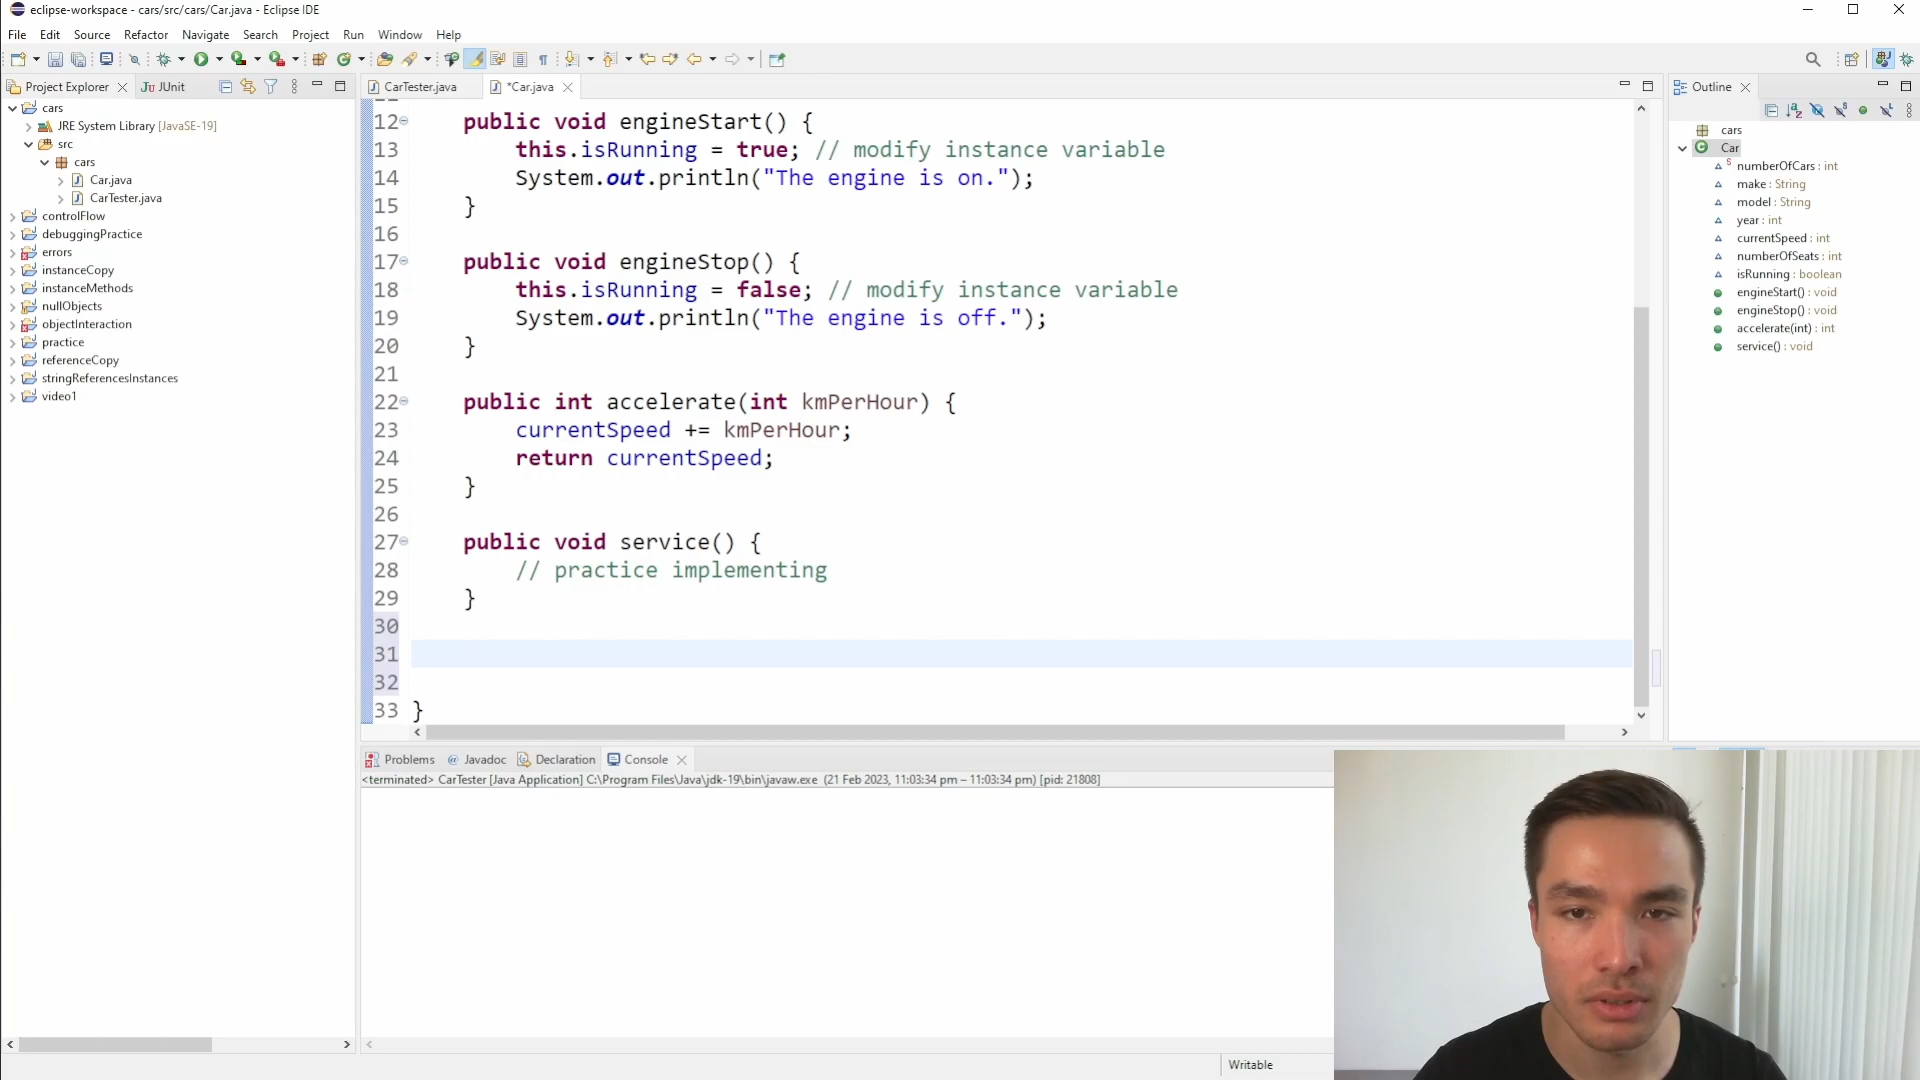 eclipse-workspace - cars/src/cars/Car.java - Eclipse IDE
File Edit Source Refactor Navigate Search Project Run Window Help
Project Explorer
JUnit
cars
JRE System Library [JavaSE-19]
src
cars
Car.java
CarTester.java
controlFlow
debuggingPractice
errors
instanceCopy
instanceMethods
nullObjects
objectInteraction
practice
referenceCopy
stringReferencesInstances
video1
CarTester.java
*Car.java
12 public void engineStart() {
13 this.isRunning = true; // modify instance variable
14 System.out.println("The engine is on.");
15 }
16
17 public void engineStop() {
18 this.isRunning = false; // modify instance variable
19 System.out.println("The engine is off.");
20 }
21
22 public int accelerate(int kmPerHour) {
23 currentSpeed += kmPerHour;
24 return currentSpeed;
25 }
26
27 public void service() {
28 // practice implementing
29 }
30
31
32
33 }
Outline
cars
Car
numberOfCars : int
make : String
model : String
year : int
currentSpeed : int
numberOfSeats : int
isRunning : boolean
engineStart() : void
engineStop() : void
accelerate(int) : int
service() : void
Problems
Javadoc
Declaration
Console
<terminated> CarTester [Java Application] C:\Program Files\Java\jdk-19\bin\javaw.exe (21 Feb 2023, 11:03:34 pm – 11:03:34 pm) [pid: 21808]
Writable